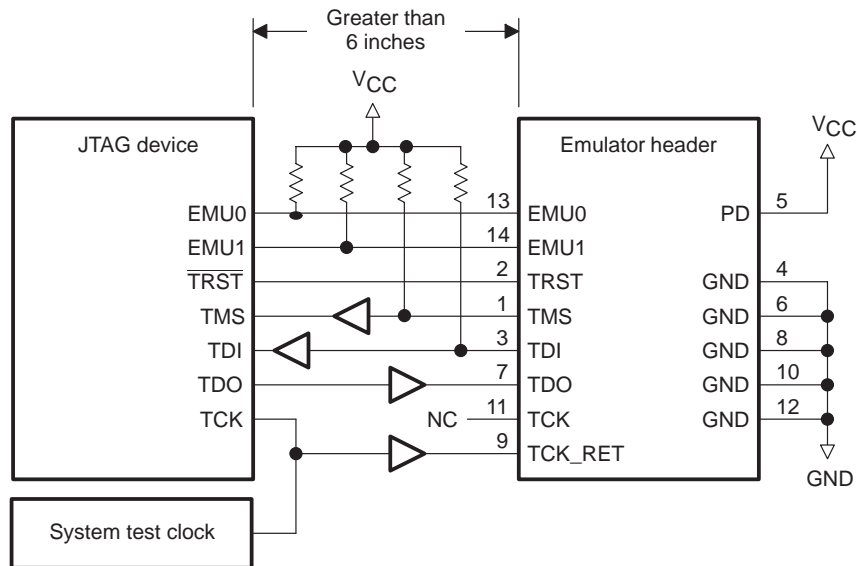 Greater than
6 inches
VCC
JTAG device
Emulator header
VCC
EMU0 13 EMU0 PD 5
EMU1 14 EMU1
TRST 2 TRST GND 4
TMS 1 TMS GND 6
TDI 3 TDI GND 8
TDO 7 TDO GND 10
TCK NC 11 TCK GND 12
9 TCK_RET
GND
System test clock